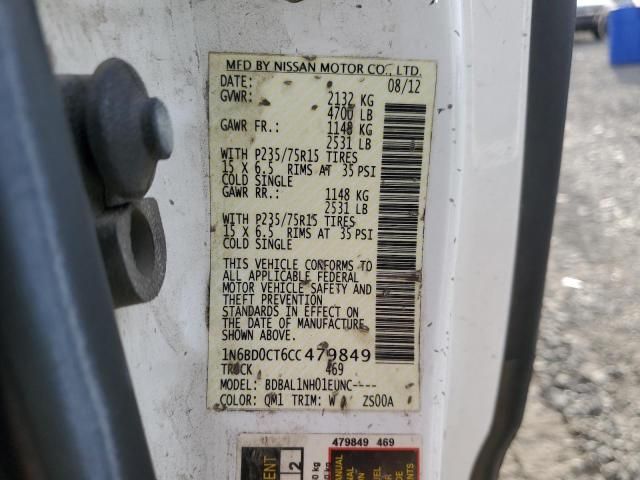 MFD BY NISSAN MOTOR CO., LTD.
DATE: 08/12
GVWR: 2132 KG
4700 LB
GAWR FR.: 1148 KG
2531 LB
WITH P235/75R15 TIRES
15 X 6.5 RIMS AT 35 PSI
COLD SINGLE
GAWR RR.: 1148 KG
2531 LB
WITH P235/75R15 TIRES
15 X 6.5 RIMS AT 35 PSI
COLD SINGLE
THIS VEHICLE CONFORMS TO
ALL APPLICABLE FEDERAL
MOTOR VEHICLE SAFETY AND
THEFT PREVENTION
STANDARDS IN EFFECT ON
THE DATE OF MANUFACTURE
SHOWN ABOVE.
1N6BD0CT6CC479849
TRUCK 469
MODEL: BDBAL1NH01EUNC----
COLOR: QM1 TRIM: W ZS00A
479849 469
2